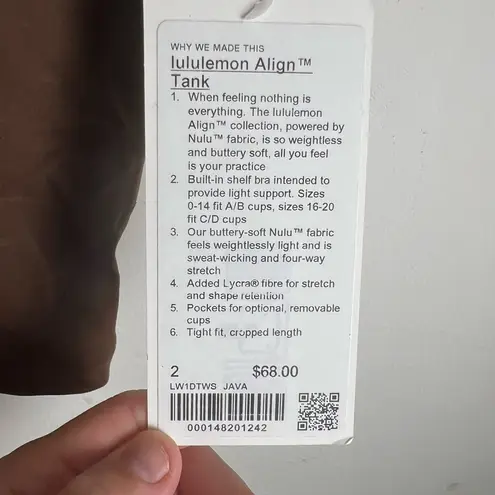 WHY WE MADE THIS
lululemon Align™
Tank
1. When feeling nothing is
everything. The lululemon
Align™ collection, powered by
Nulu™ fabric, is so weightless
and buttery soft, all you feel
is your practice
2. Built-in shelf bra intended to
provide light support. Sizes
0-14 fit A/B cups, sizes 16-20
fit C/D cups
3. Our buttery-soft Nulu™ fabric
feels weightlessly light and is
sweat-wicking and four-way
stretch
4. Added Lycra® fibre for stretch
and shape retention
5. Pockets for optional, removable
cups
6. Tight fit, cropped length
2 $68.00
LW1DTWS JAVA
000148201242